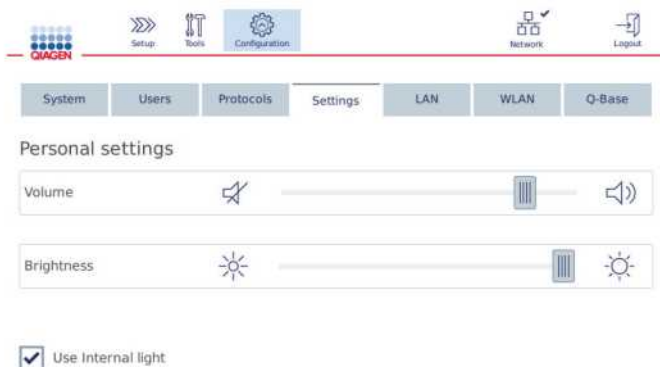 QIAGEN
Setup
Tools
Configuration
Network
Logout
System Users Protocols Settings LAN WLAN Q-Base
Personal settings
Volume
Brightness
Use Internal light